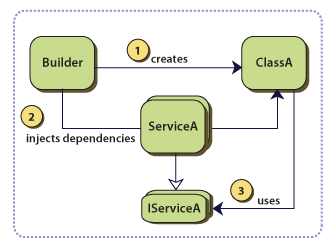 1
creates
Builder
ClassA
2
injects dependencies
ServiceA
3
uses
IServiceA